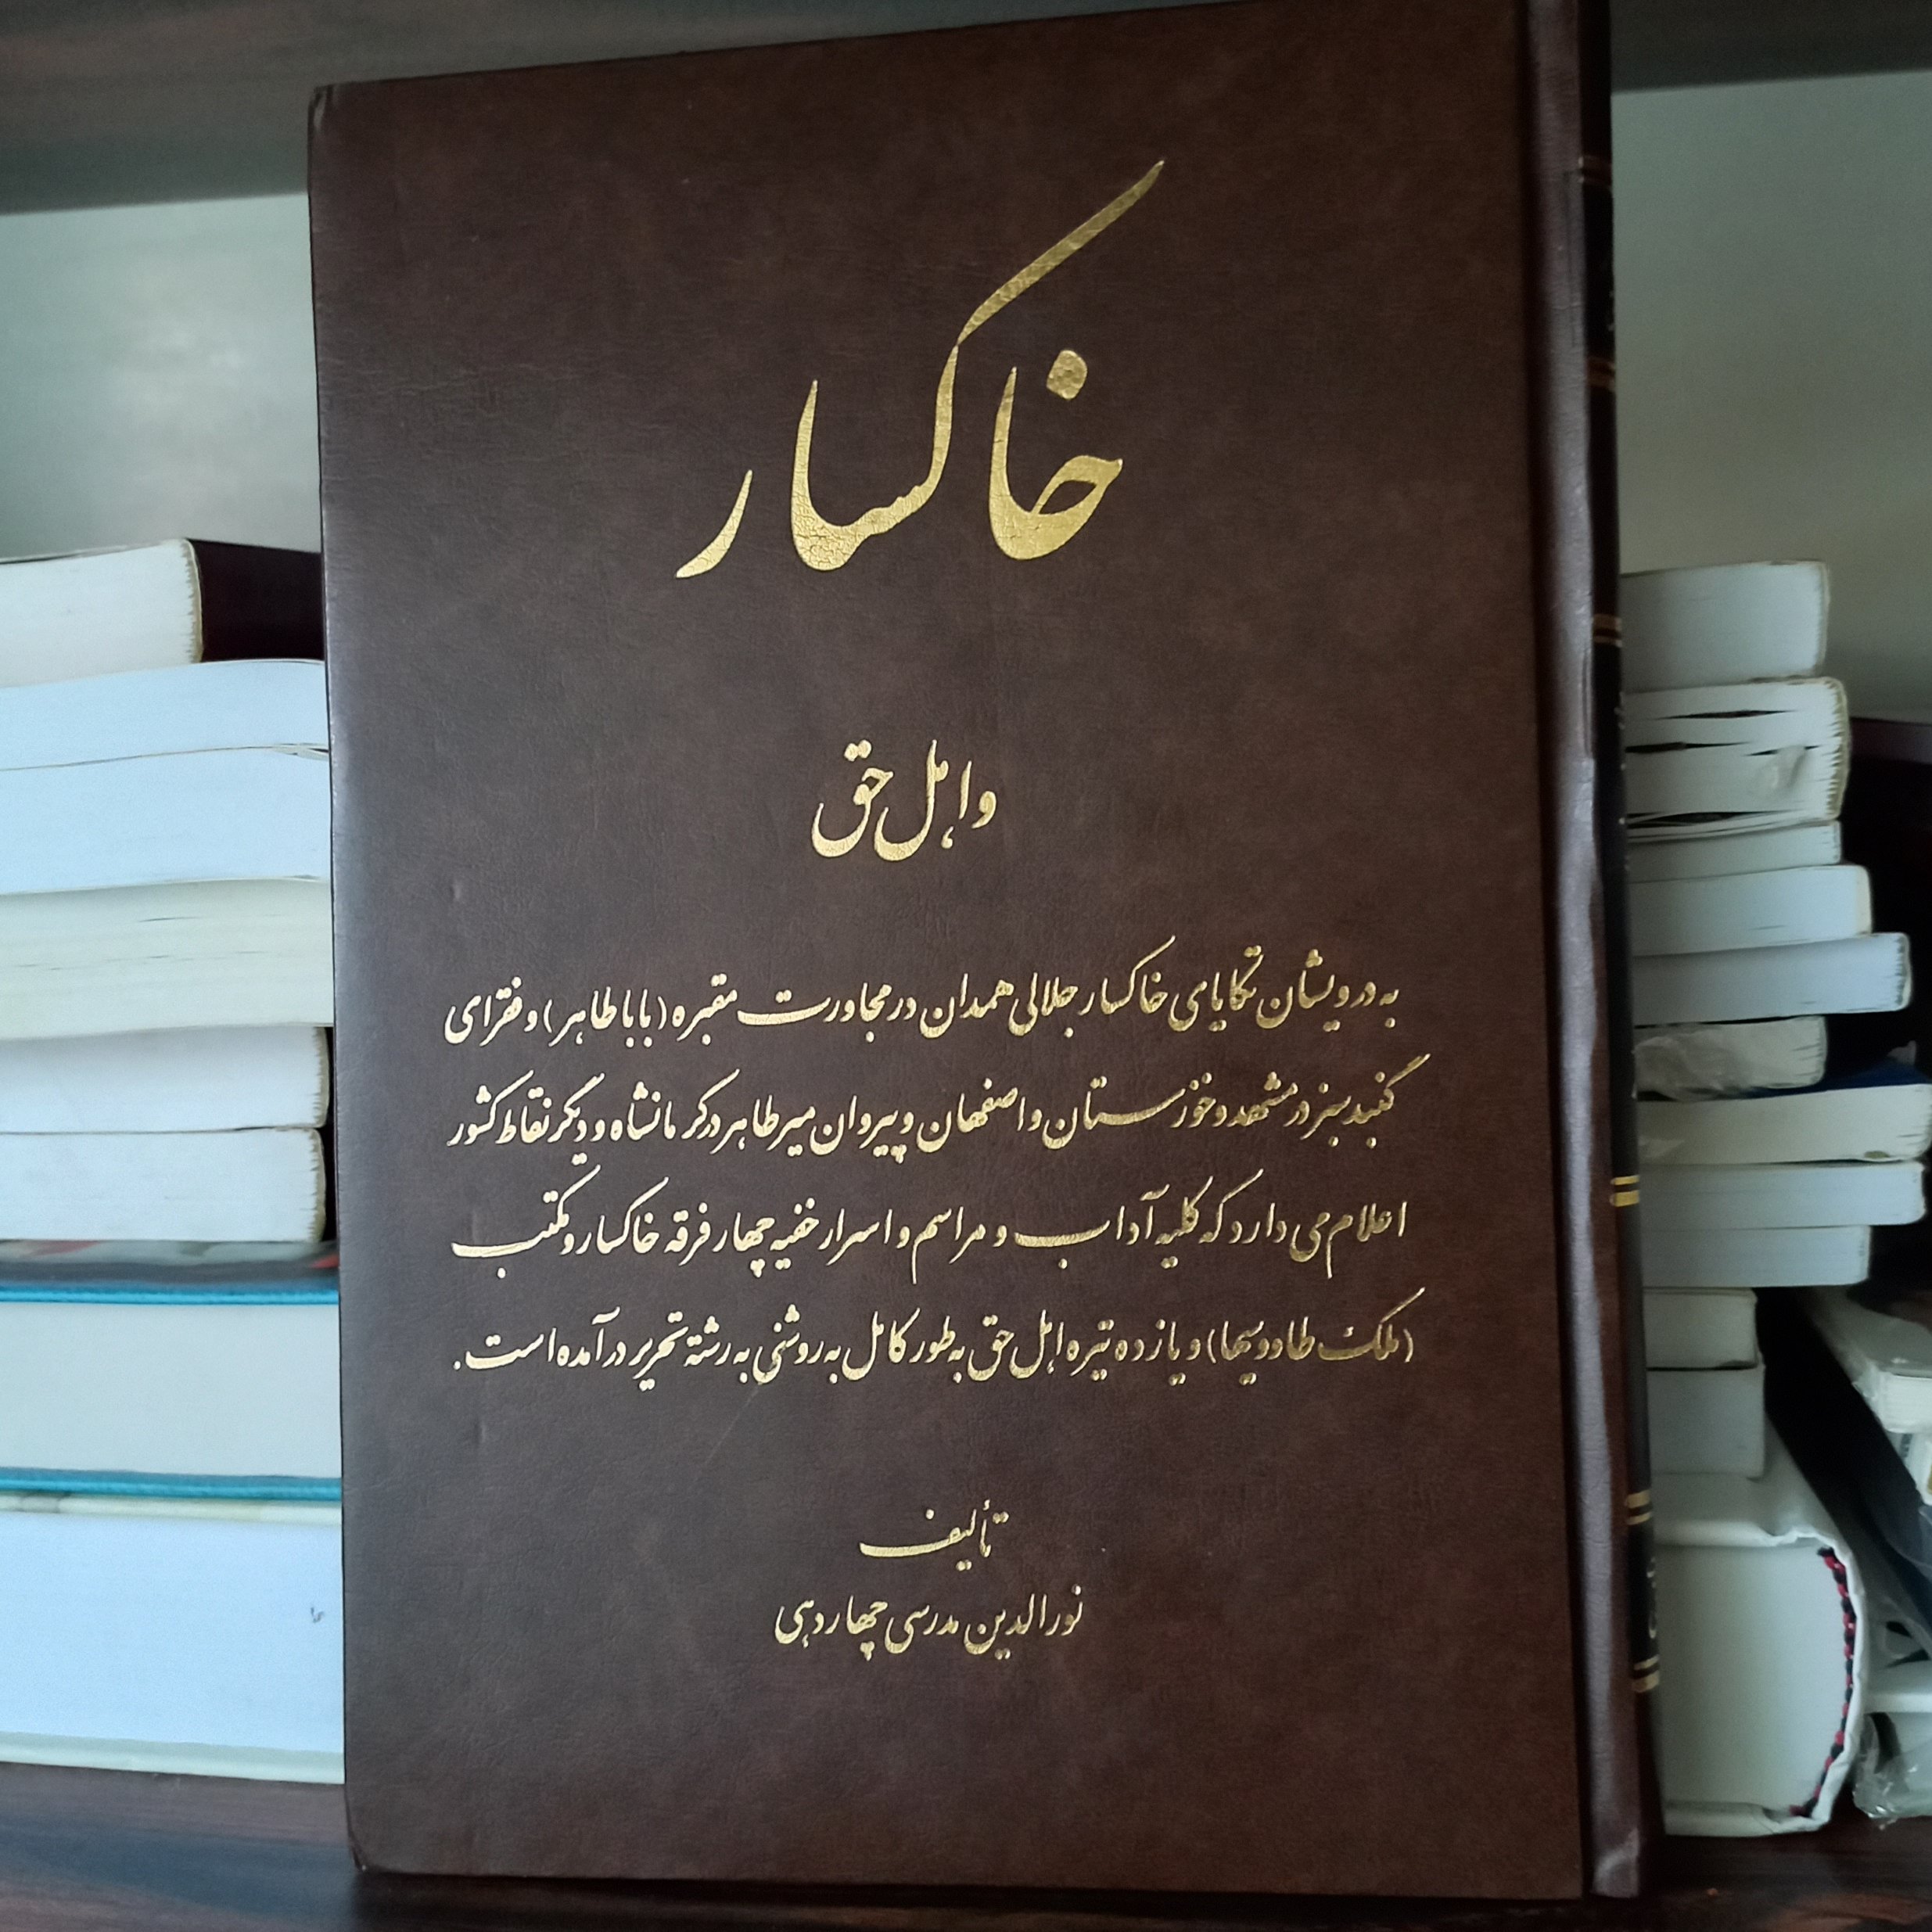 خاکسار
و اهل حق
به درویشان تکایای خاکسار جلالی همدان در مجاورت مقبره (باباطاهر) و فقرای
گنبد سبز در مشهد و خوزستان و اصفهان و پیروان میر طاهر در کرمانشاه و دیگر نقاط کشور
اعلام می دارد که کلیه آداب و مراسم و اسرار خفیه چهار فرقه خاکسار و مکتب
(ملک طاووسیها) و یازده تیره اهل حق به طور کامل به روشنی به رشتهٔ تحریر درآمده است.
تألیف
نورالدین مدرسی چهاردهی